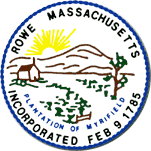 ROWE MASSACHUSETTS
PLANTATION OF MYRIFIELD
INCORPORATED FEB 9, 1785